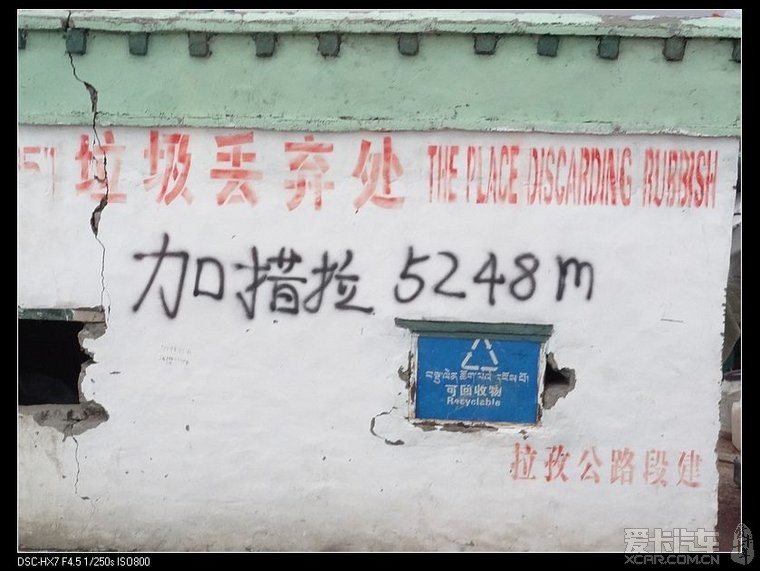 垃圾丢弃处 THE PLACE DISCARDING RUBBISH
加措拉 5248m
可回收物
Recyclable
拉孜公路段建
爱卡汽车
XCAR.COM.CN
DSC-HX7 F4.5 1/250s ISO800